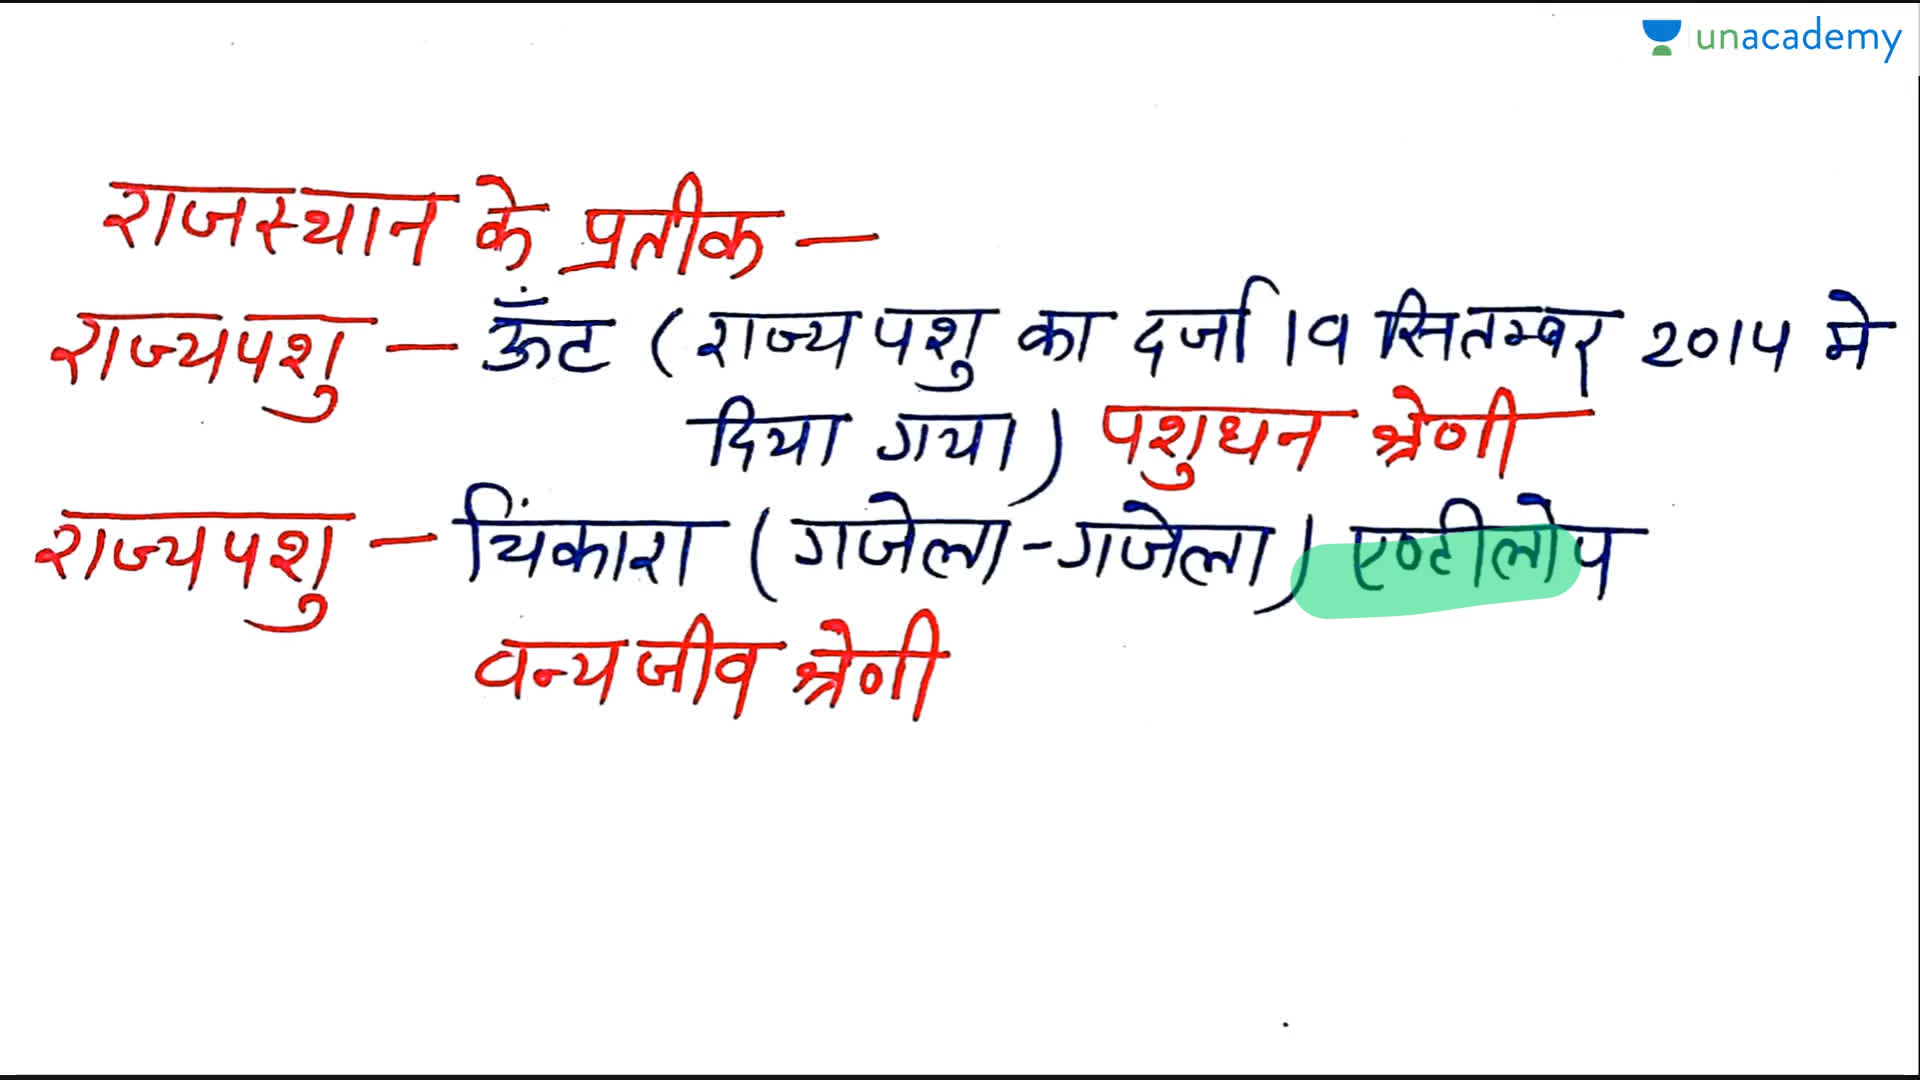 unacademy
राजस्थान के प्रतीक –
राज्यपशु – ऊँट (राज्य पशु का दर्जा 19 सितम्बर 2014 मे
दिया गया) पशुधन श्रेणी
राज्यपशु – चिंकारा (गजेला-गजेला) एण्टीलोप
वन्यजीव श्रेणी